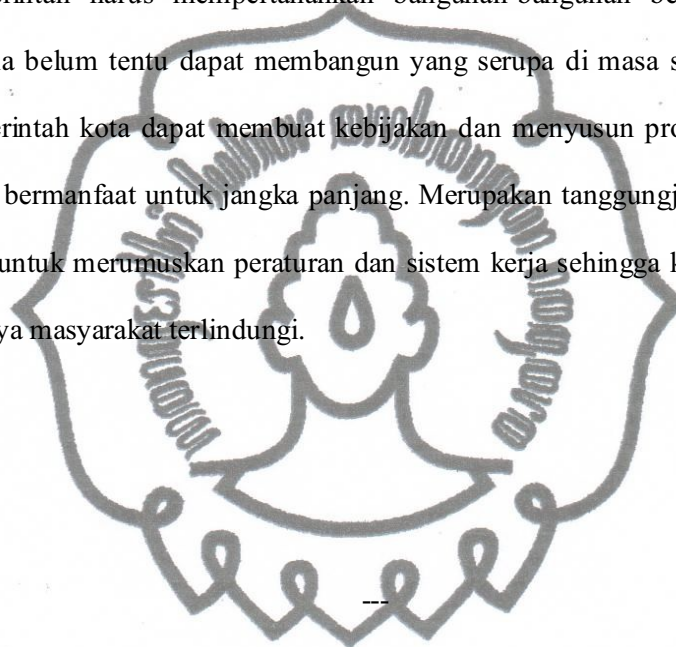 erintah harus mempertahankan bangunan-bangunan be
a belum tentu dapat membangun yang serupa di masa s
erintah kota dapat membuat kebijakan dan menyusun pro
bermanfaat untuk jangka panjang. Merupakan tanggungj
untuk merumuskan peraturan dan sistem kerja sehingga k
ya masyarakat terlindungi.
---